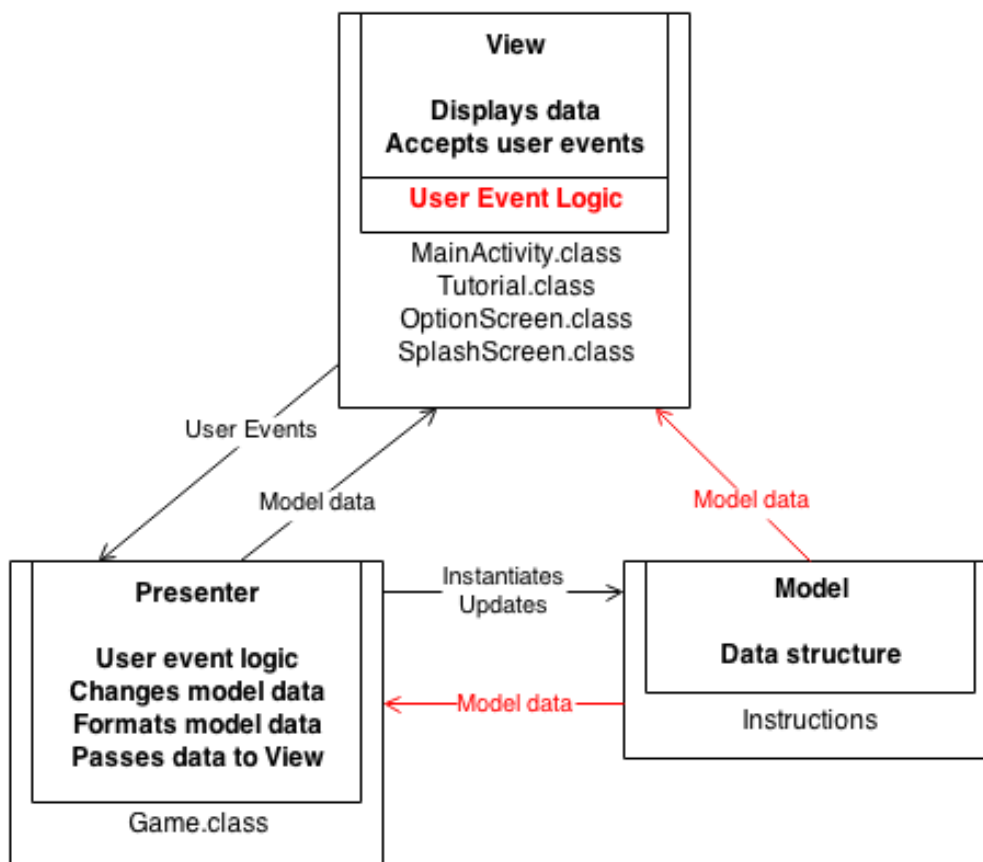 View
Displays data
Accepts user events
User Event Logic
MainActivity.class
Tutorial.class
OptionScreen.class
SplashScreen.class
User Events
Model data
Model data
Presenter
User event logic
Changes model data
Formats model data
Passes data to View
Game.class
Instantiates
Updates
Model data
Model
Data structure
Instructions